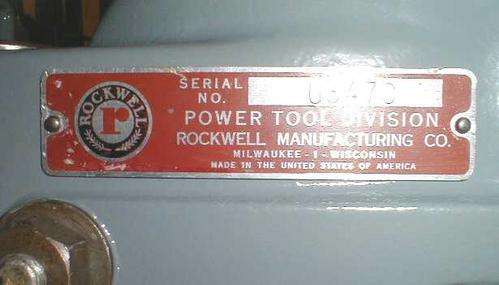 ROCKWELL
r
SERIAL
NO.
POWER TOOL DIVISION
ROCKWELL MANUFACTURING CO.
MILWAUKEE - 1 - WISCONSIN
MADE IN THE UNITED STATES OF AMERICA